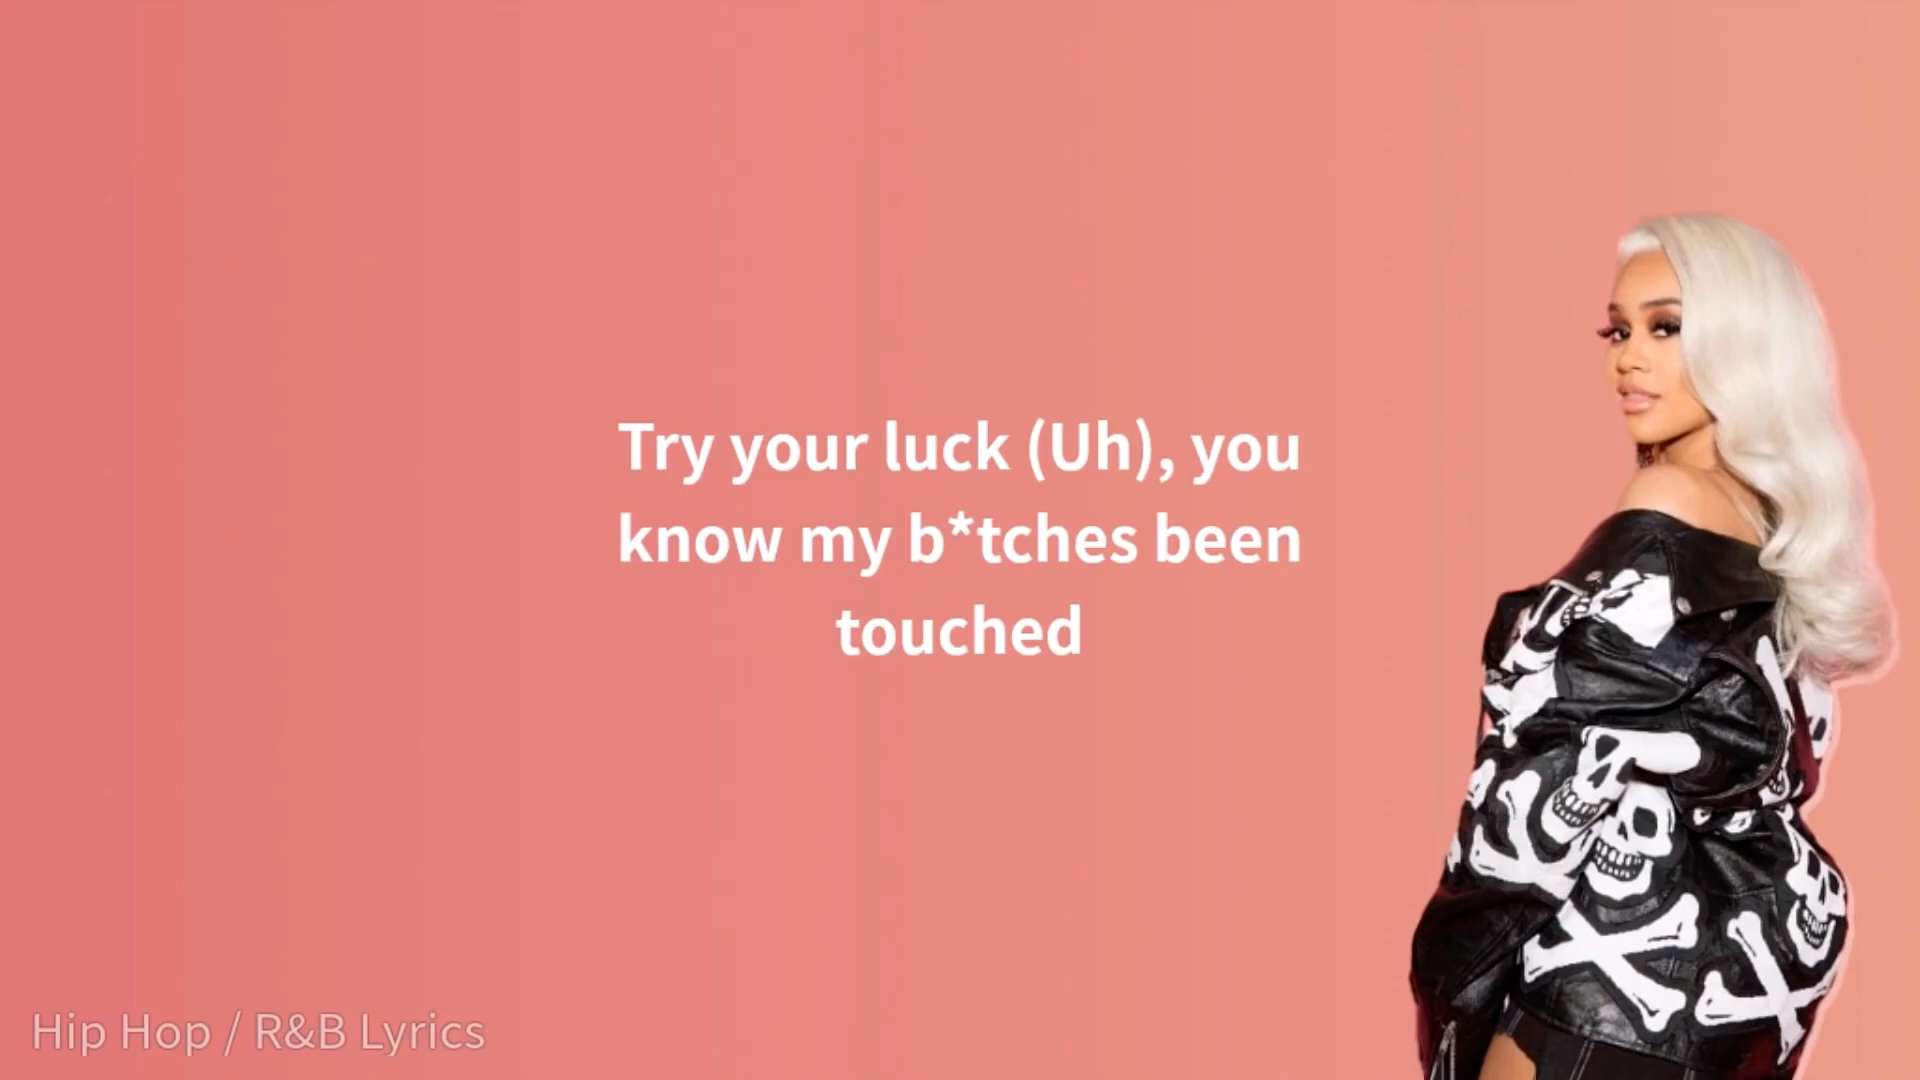 Try your luck (Uh), you
know my b*tches been
touched
Hip Hop / R&B Lyrics